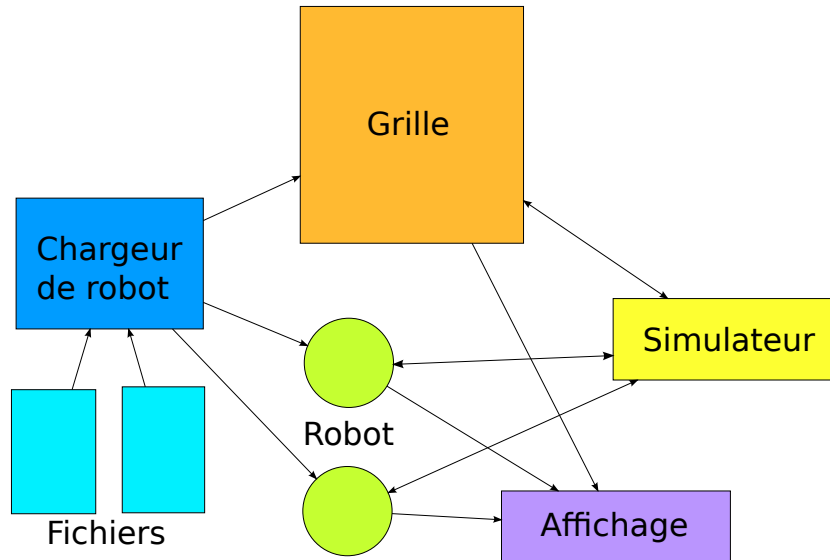 Grille
Chargeur
de robot
Simulateur
Robot
Fichiers
Affichage